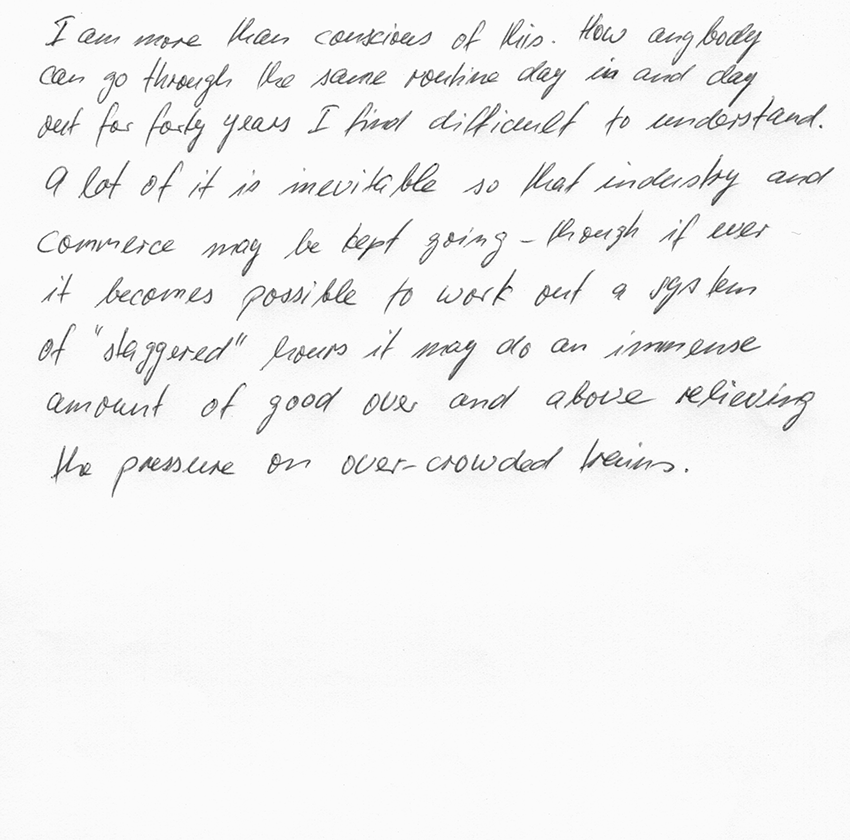 I am more than conscious of this. How anybody
can go through the same routine day in and day
out for forty years I find difficult to understand.
A lot of it is inevitable so that industry and
commerce may be kept going - though if ever
it becomes possible to work out a system
of "staggered" hours it may do an immense
amount of good over and above relieving
the pressure on over-crowded trains.